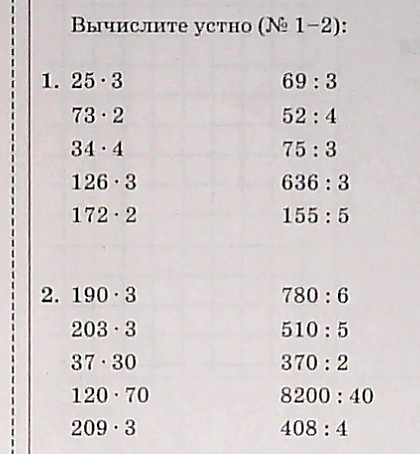 Вычислите устно (№ 1–2):
1. 25 · 3 69 : 3
73 · 2 52 : 4
34 · 4 75 : 3
126 · 3 636 : 3
172 · 2 155 : 5
2. 190 · 3 780 : 6
203 · 3 510 : 5
37 · 30 370 : 2
120 · 70 8200 : 40
209 · 3 408 : 4